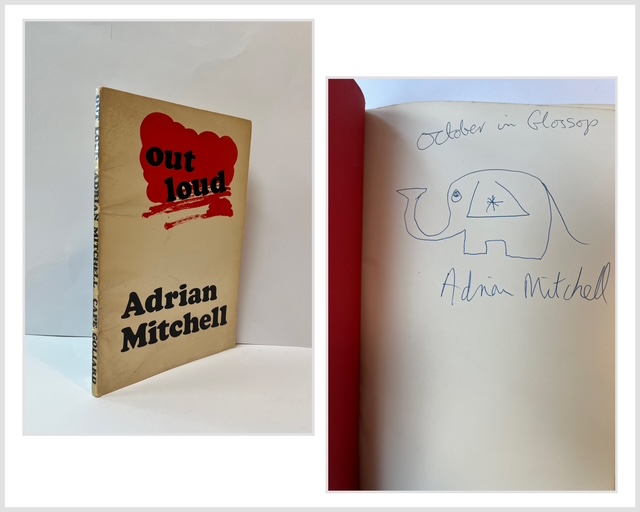 out
loud
Adrian
Mitchell
OUT LOUD ADRIAN MITCHELL CAPE GOLIARD
October in Glossop
Adrian Mitchell